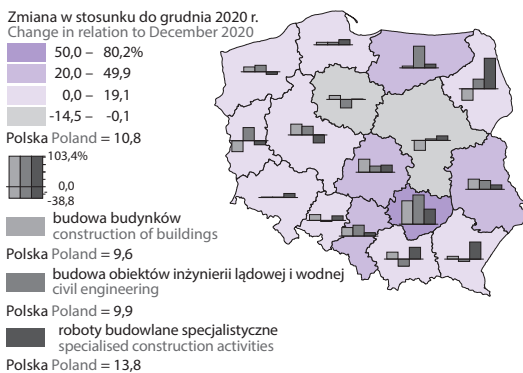 Zmiana w stosunku do grudnia 2020 r.
Change in relation to December 2020
50,0 – 80,2%
20,0 – 49,9
0,0 – 19,1
-14,5 – -0,1
Polska Poland = 10,8
103,4%
0,0
-38,8
budowa budynków
construction of buildings
Polska Poland = 9,6
budowa obiektów inżynierii lądowej i wodnej
civil engineering
Polska Poland = 9,9
roboty budowlane specjalistyczne
specialised construction activities
Polska Poland = 13,8